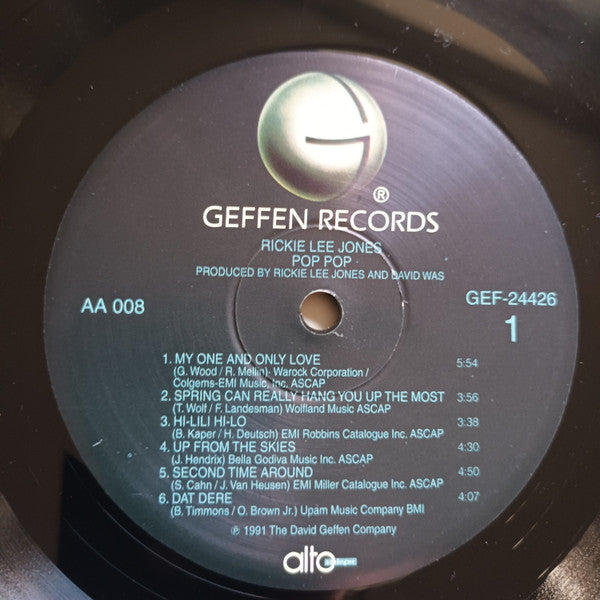 G
®
GEFFEN RECORDS
RICKIE LEE JONES
POP POP
PRODUCED BY RICKIE LEE JONES AND DAVID WAS
AA 008
GEF-24426
1
1. MY ONE AND ONLY LOVE 5:54
(G. Wood / R. Mellin) Warock Corporation /
Colgems-EMI Music, Inc. ASCAP
2. SPRING CAN REALLY HANG YOU UP THE MOST 3:56
(T. Wolf / F. Landesman) Wolfland Music ASCAP
3. HI-LILI HI-LO 3:38
(B. Kaper / H. Deutsch) EMI Robbins Catalogue Inc. ASCAP
4. UP FROM THE SKIES 4:30
(J. Hendrix) Bella Godiva Music Inc. ASCAP
5. SECOND TIME AROUND 4:50
(S. Cahn / J. Van Heusen) EMI Miller Catalogue Inc. ASCAP
6. DAT DERE 4:07
(B. Timmons / O. Brown Jr.) Upam Music Company BMI
℗ 1991 The David Geffen Company
alto